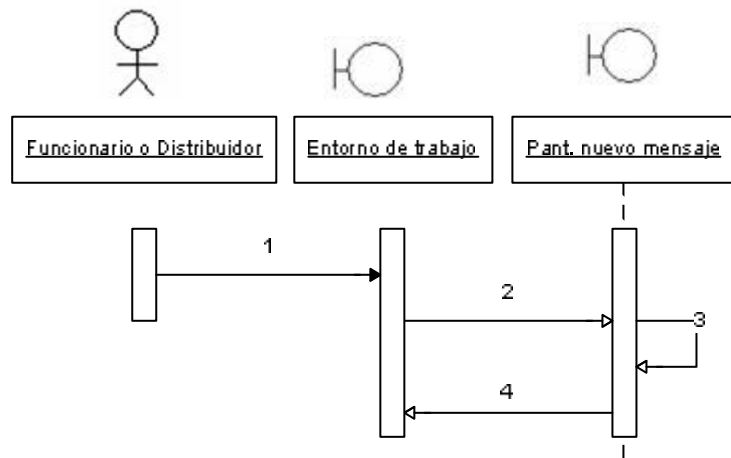 Funcionario o Distribuidor
Entorno de trabajo
Pant. nuevo mensaje
1
2
3
4